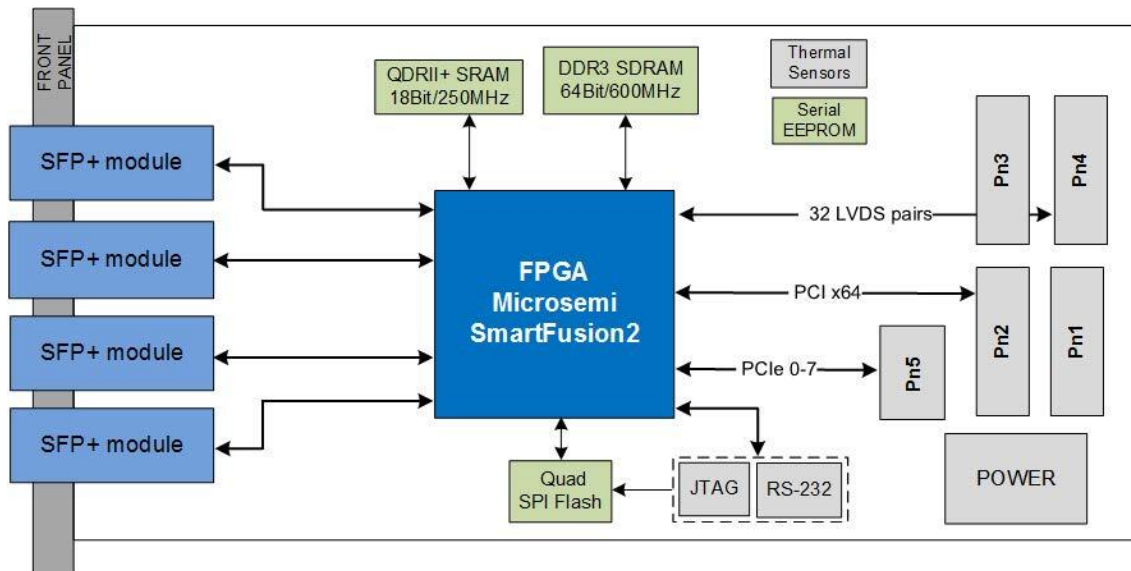 FRONT
PANEL
QDRII+ SRAM
18Bit/250MHz
DDR3 SDRAM
64Bit/600MHz
Thermal
Sensors
Serial
EEPROM
SFP+ module
SFP+ module
SFP+ module
SFP+ module
FPGA
Microsemi
SmartFusion2
32 LVDS pairs
Pn3
Pn4
PCI x64
Pn2
Pn1
PCIe 0-7
Pn5
Quad
SPI Flash
JTAG
RS-232
POWER